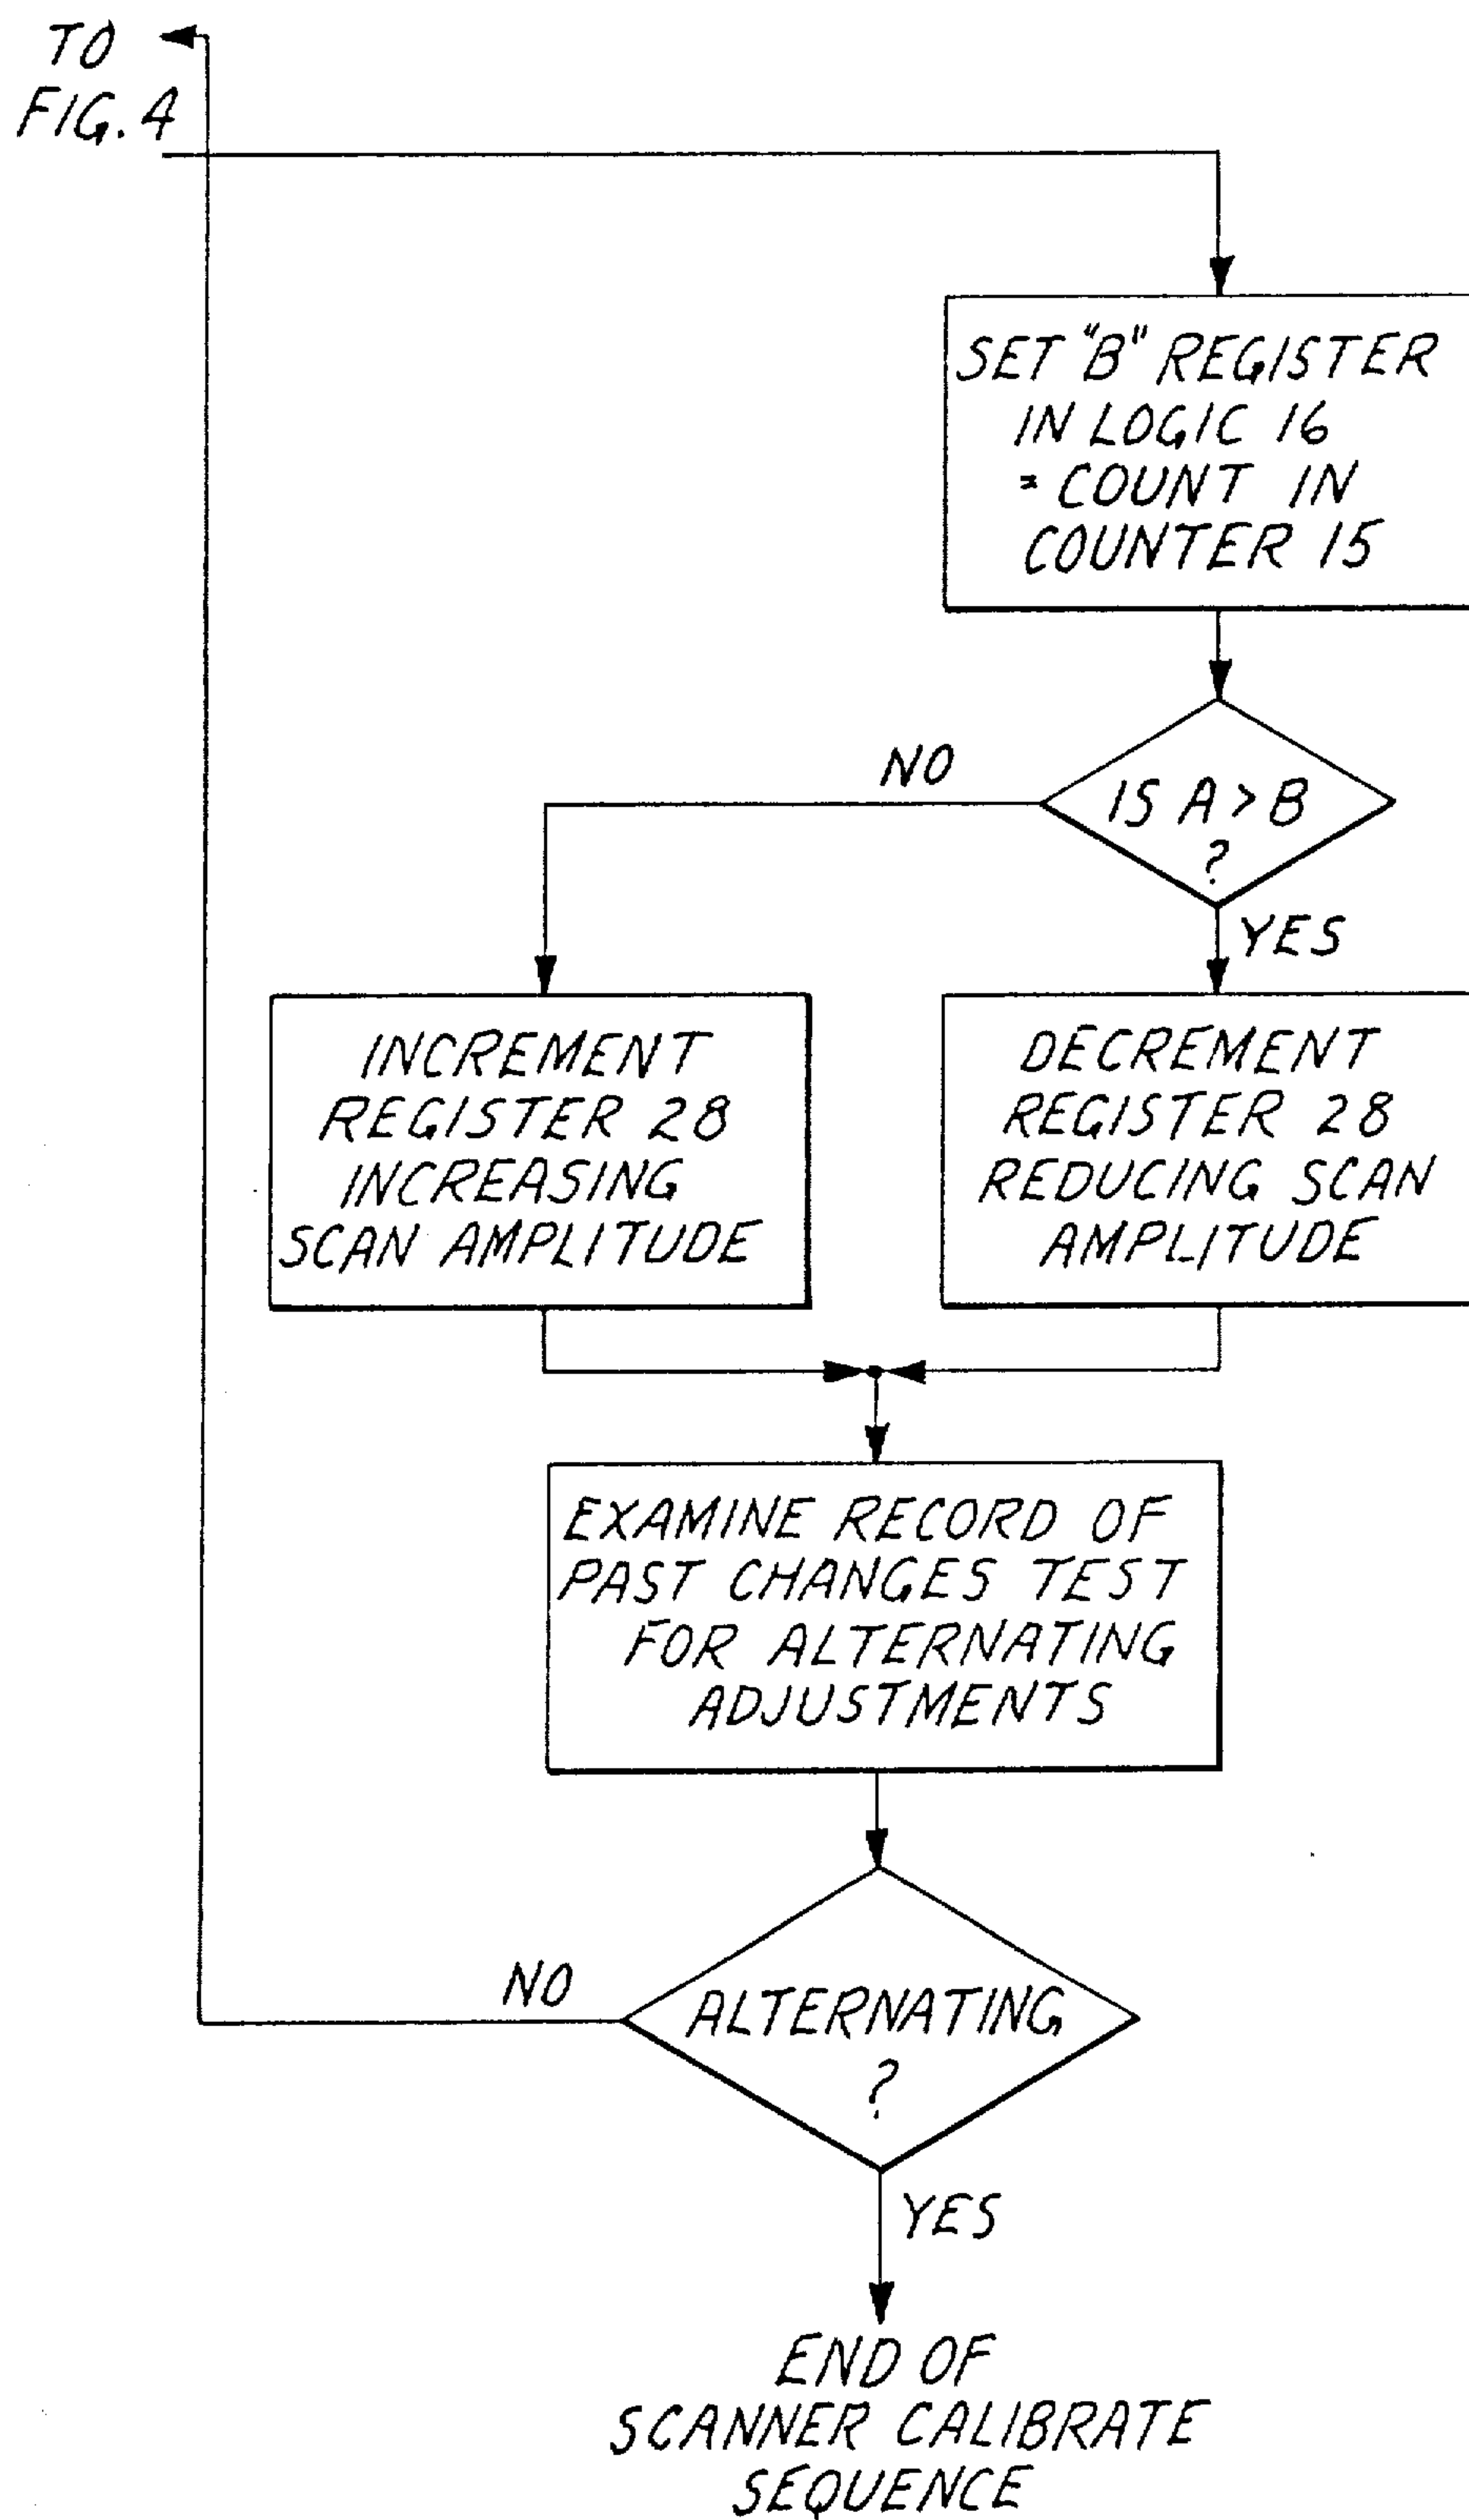 TO
FIG. 4
SET "B" REGISTER
IN LOGIC 16
= COUNT IN
COUNTER 15
NO
IS A > B
?
YES
INCREMENT
REGISTER 28
INCREASING
SCAN AMPLITUDE
DECREMENT
REGISTER 28
REDUCING SCAN
AMPLITUDE
EXAMINE RECORD OF
PAST CHANGES TEST
FOR ALTERNATING
ADJUSTMENTS
NO
ALTERNATING
?
YES
END OF
SCANNER CALIBRATE
SEQUENCE